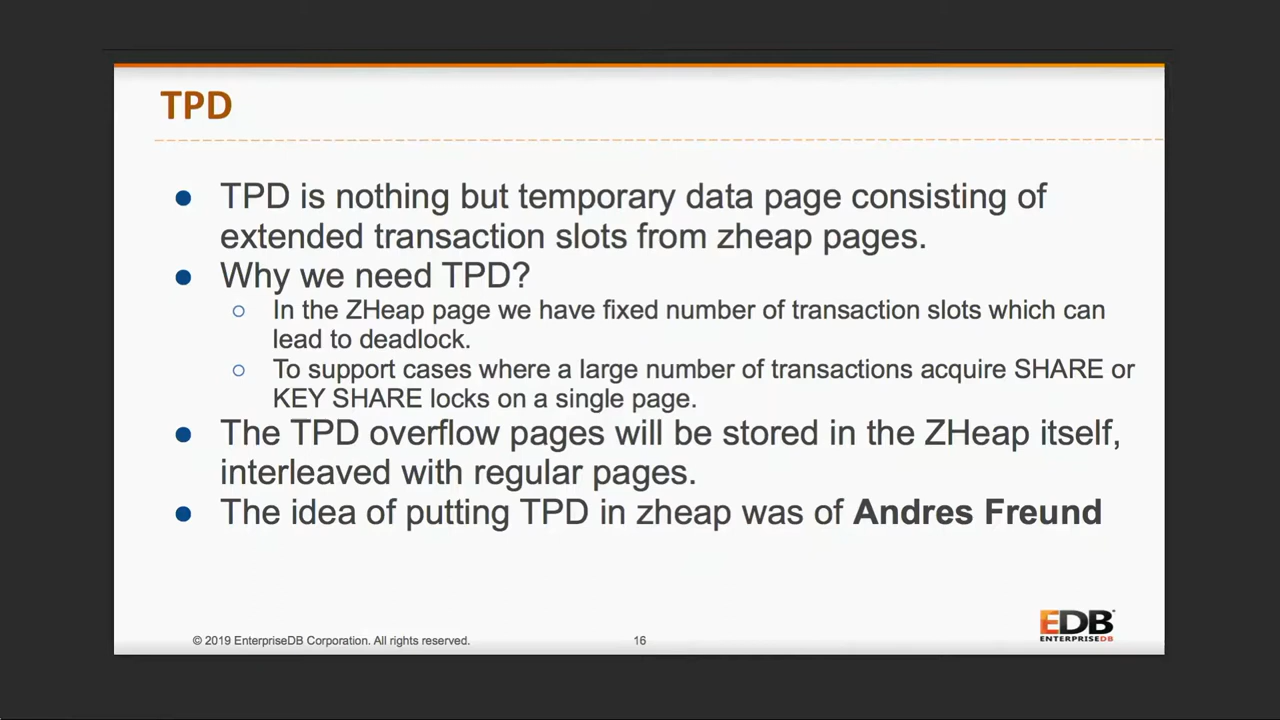 TPD
● TPD is nothing but temporary data page consisting of
extended transaction slots from zheap pages.
● Why we need TPD?
○ In the ZHeap page we have fixed number of transaction slots which can
lead to deadlock.
○ To support cases where a large number of transactions acquire SHARE or
KEY SHARE locks on a single page.
● The TPD overflow pages will be stored in the ZHeap itself,
interleaved with regular pages.
● The idea of putting TPD in zheap was of Andres Freund
© 2019 EnterpriseDB Corporation. All rights reserved.
16
EDB
ENTERPRISEDB